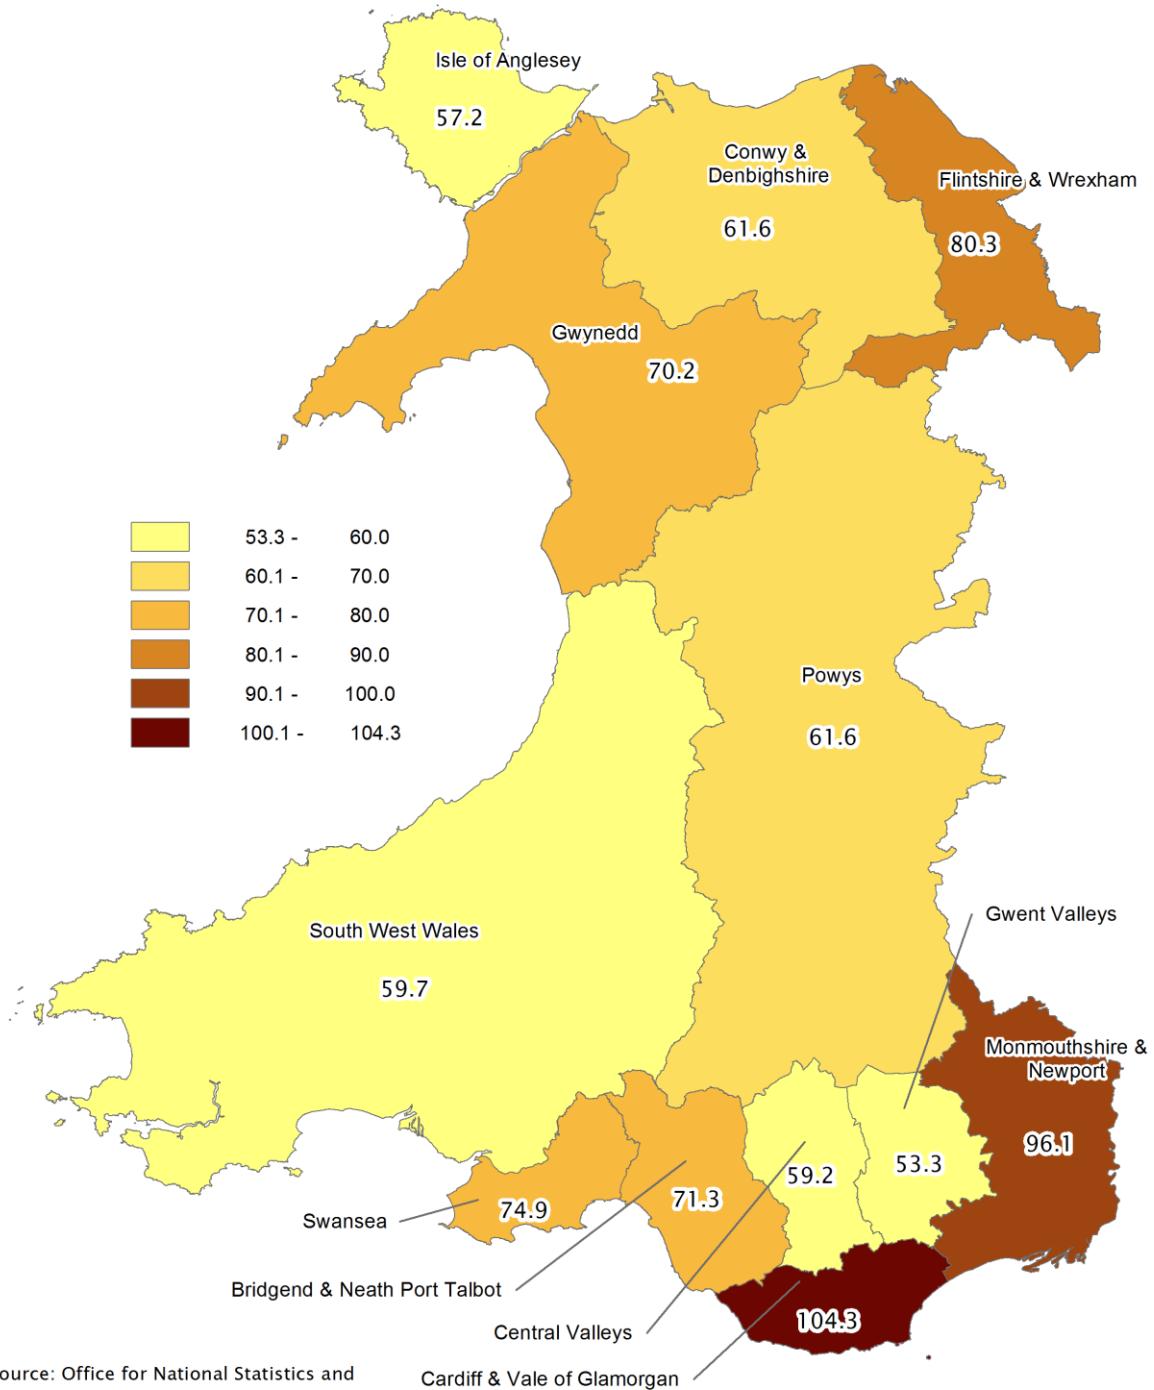 Isle of Anglesey
57.2
Conwy &
Denbighshire
61.6
Flintshire & Wrexham
80.3
Gwynedd
70.2
53.3 - 60.0
60.1 - 70.0
70.1 - 80.0
80.1 - 90.0
90.1 - 100.0
100.1 - 104.3
Powys
61.6
South West Wales
59.7
Gwent Valleys
Monmouthshire &
Newport
96.1
53.3
59.2
71.3
74.9
Swansea
Bridgend & Neath Port Talbot
104.3
Central Valleys
Cardiff & Vale of Glamorgan
ource: Office for National Statistics and